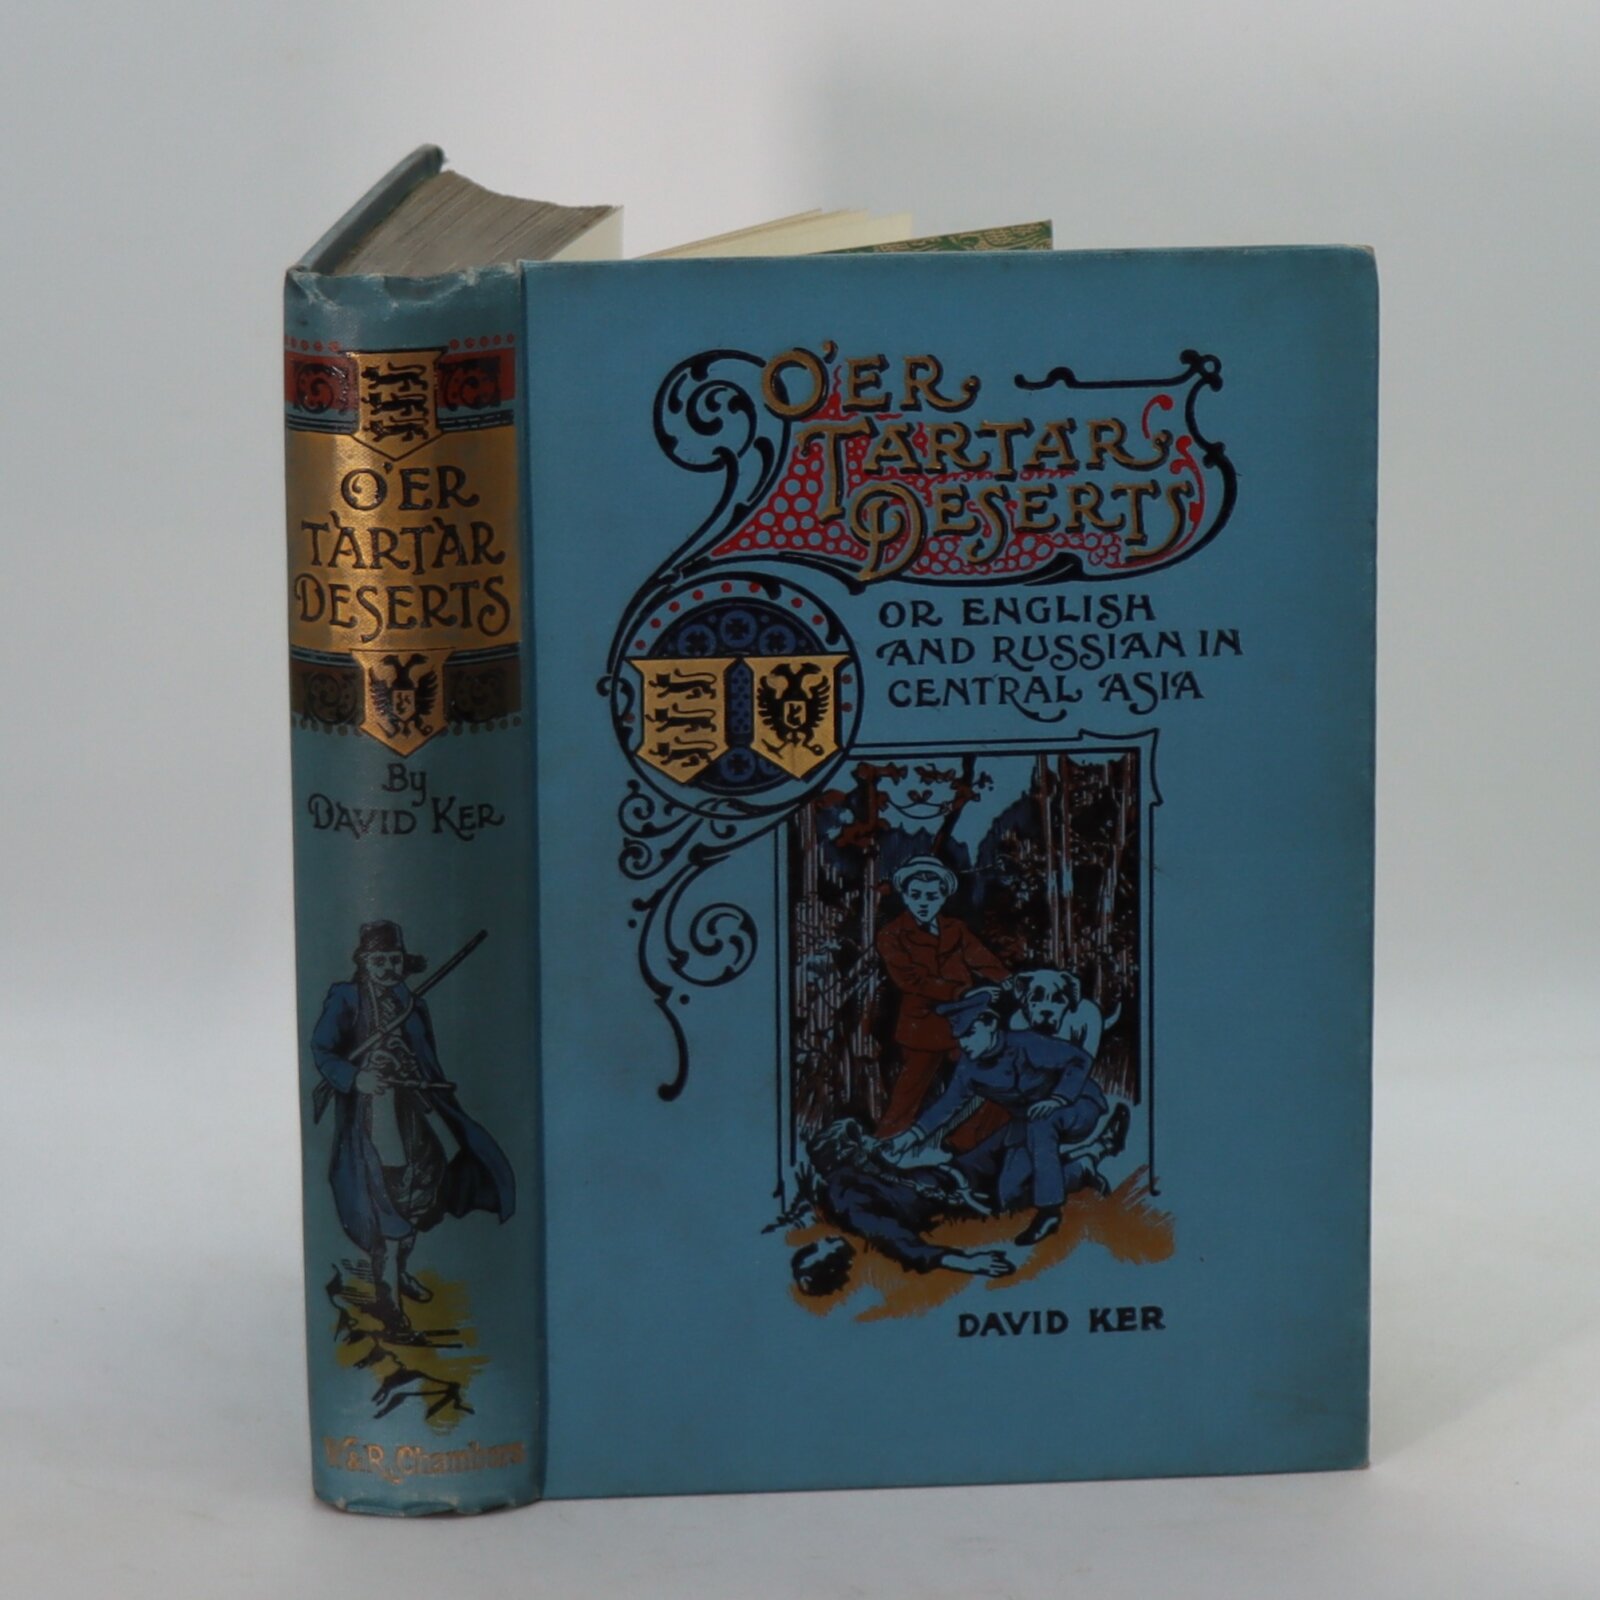 O'ER
TARTAR
DESERTS
By
DAVID KER
W. & R. Chambers
O'ER
TARTAR
DESERTS
OR ENGLISH
AND RUSSIAN IN
CENTRAL ASIA
DAVID KER